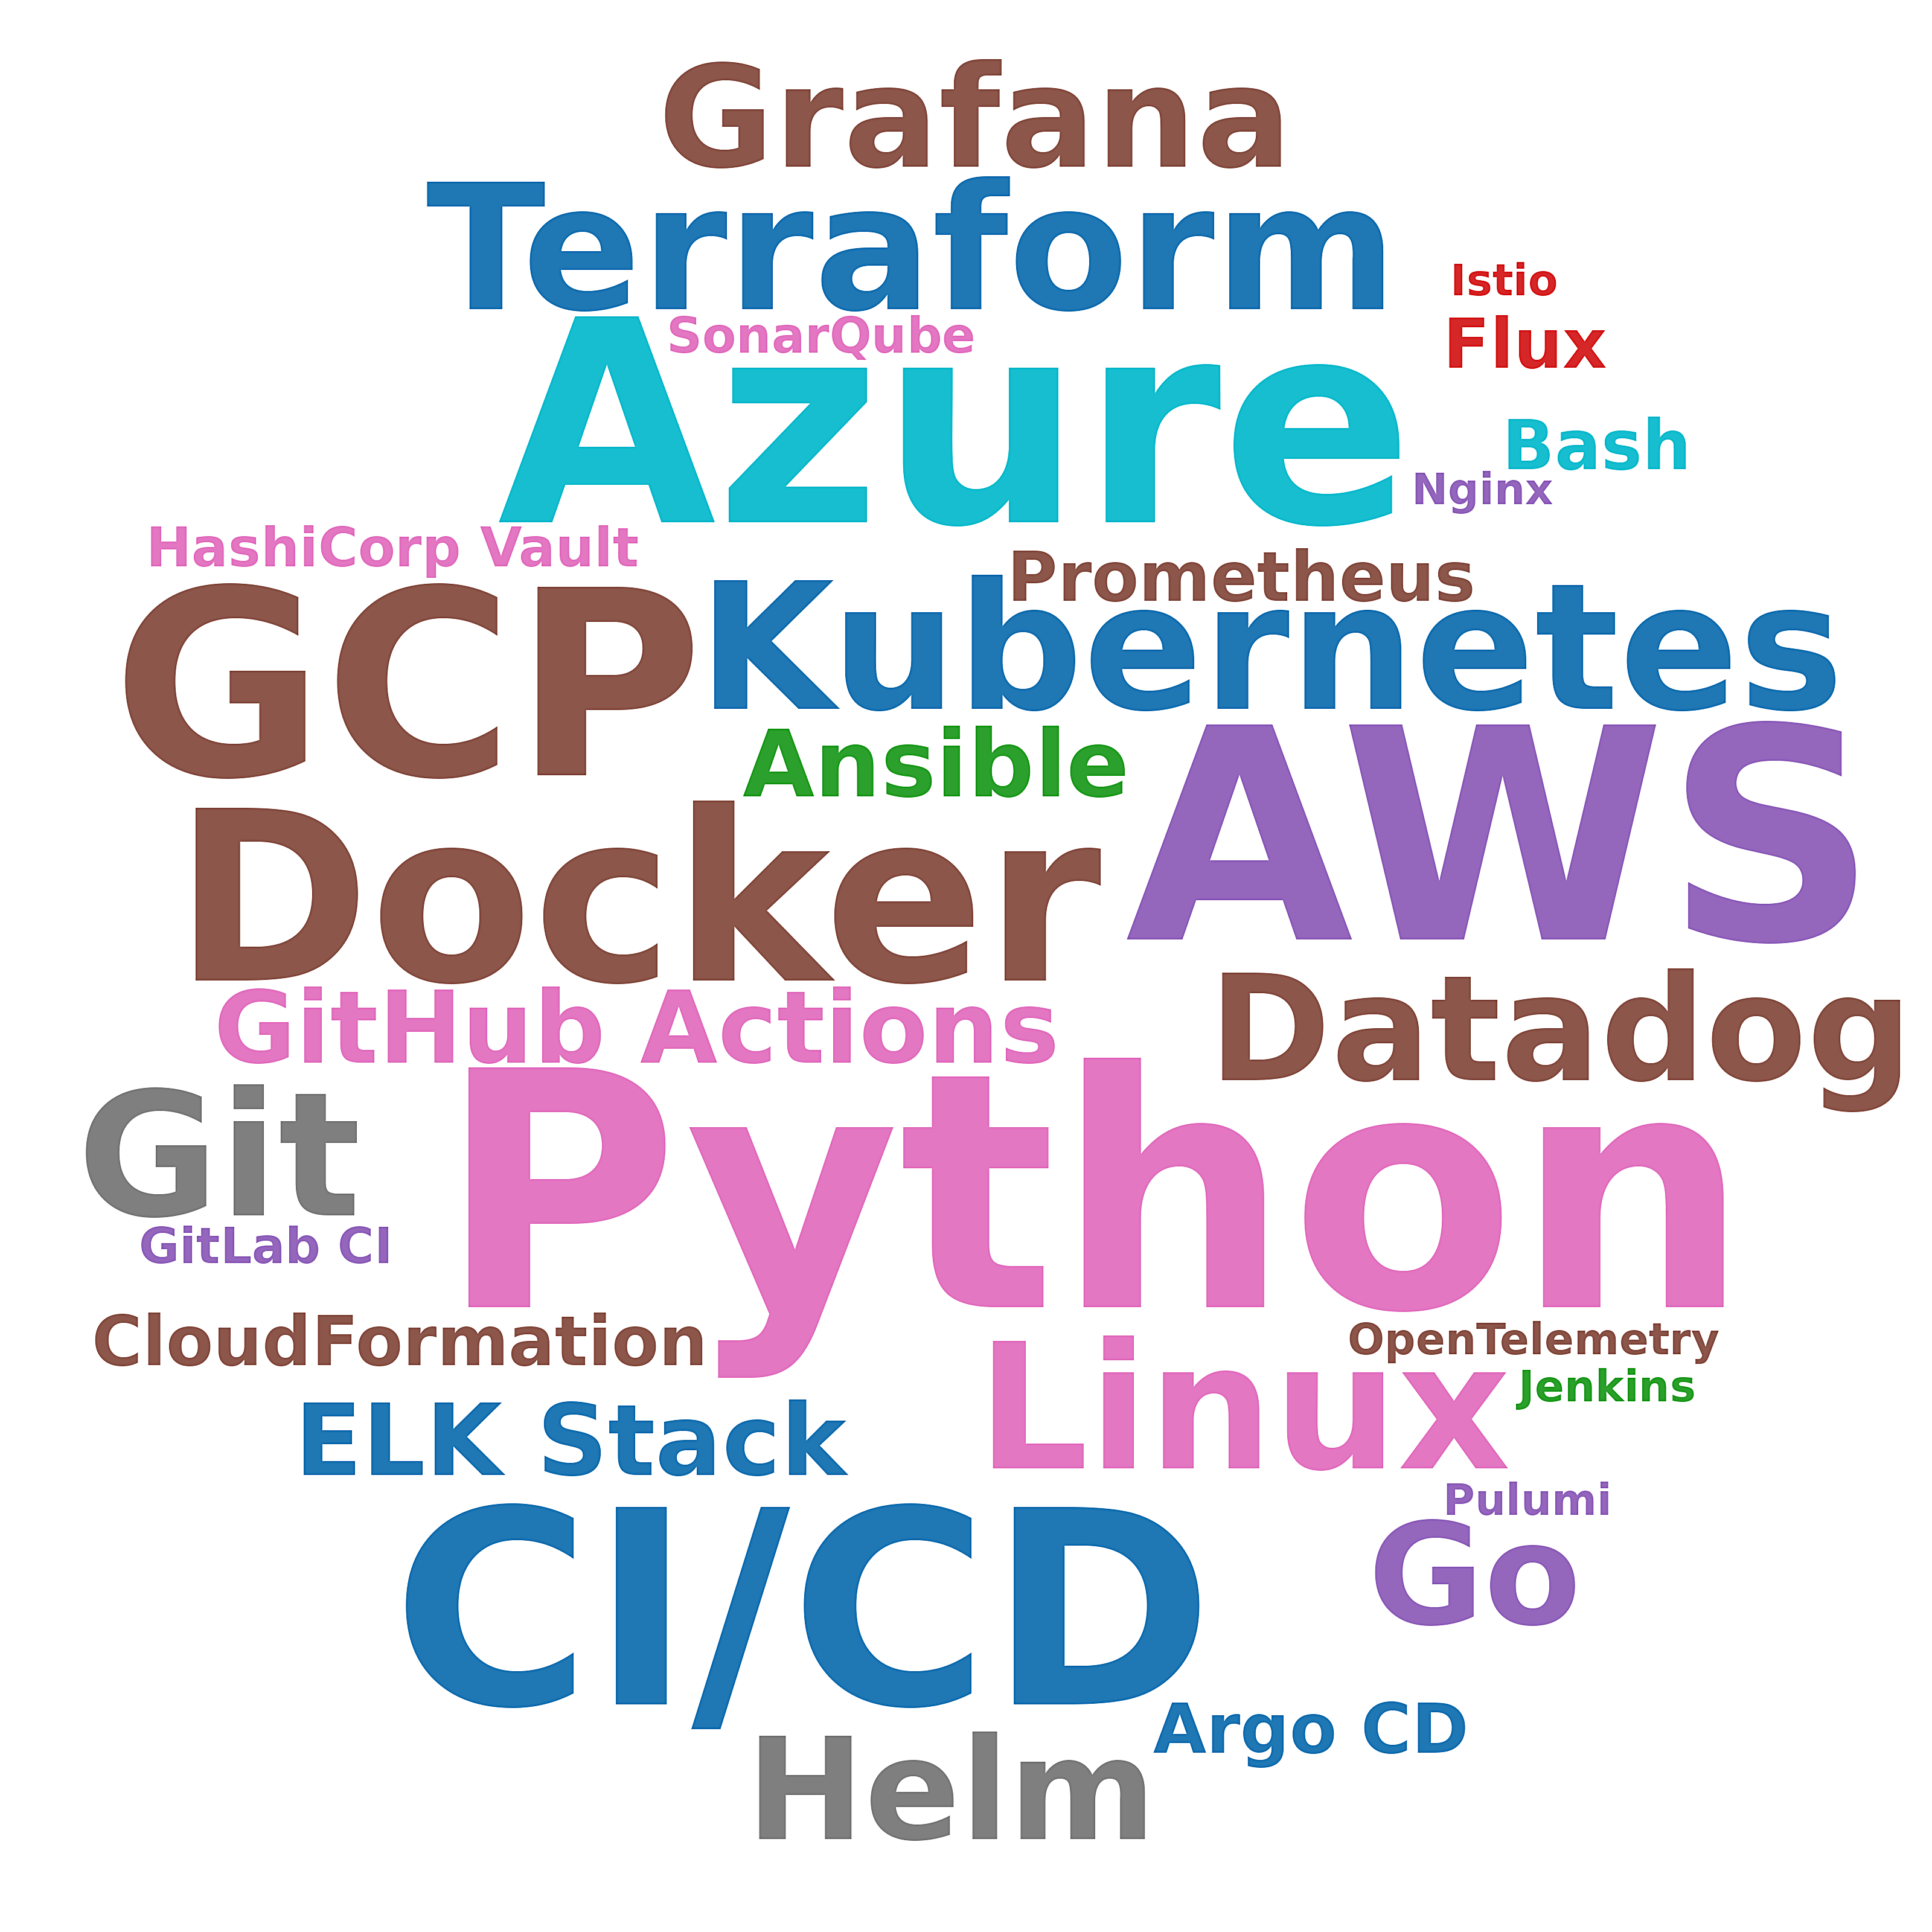 Grafana
Terraform
Istio
SonarQube
Flux
Azure
Bash
Nginx
HashiCorp Vault
Prometheus
GCP
Kubernetes
Ansible
AWS
Docker
Datadog
GitHub Actions
Git
Python
GitLab CI
CloudFormation
OpenTelemetry
Linux
Jenkins
ELK Stack
Pulumi
Go
CI/CD
Argo CD
Helm